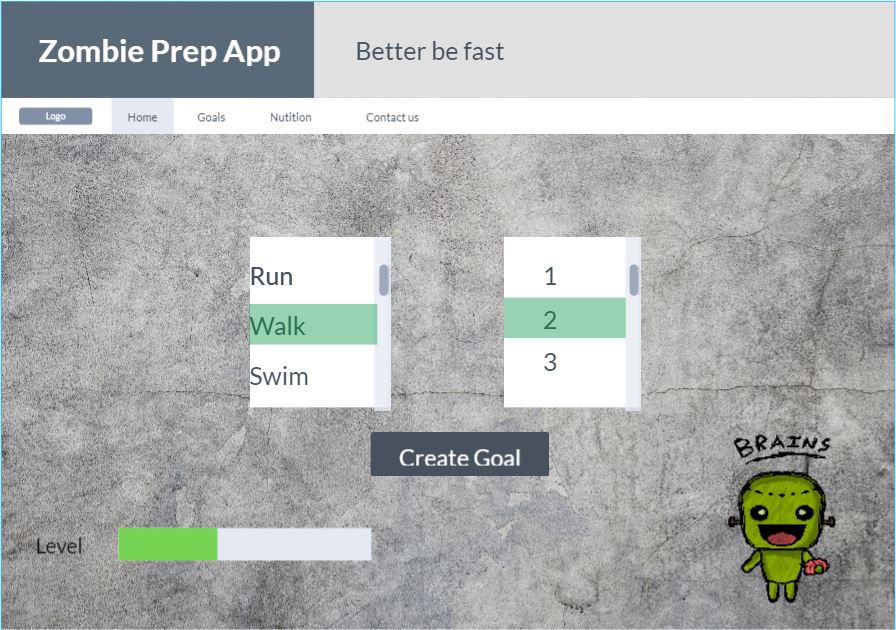 Zombie Prep App
Better be fast
Logo
Home
Goals
Nutition
Contact us
Run
Walk
Swim
1
2
3
Create Goal
BRAINS
Level